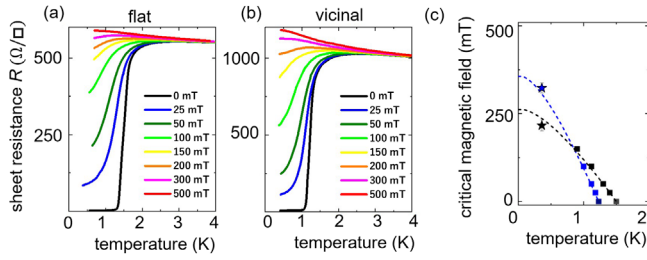 (a) flat
(b) vicinal
(c)
sheet resistance R (Ω/□)
500
250
0 1 2 3 4
temperature (K)
0 mT
25 mT
50 mT
100 mT
150 mT
200 mT
300 mT
500 mT
1000
500
0 1 2 3 4
temperature (K)
0 mT
25 mT
50 mT
100 mT
150 mT
200 mT
300 mT
500 mT
critical magnetic field (mT)
500
250
0
0 1 2
temperature (K)